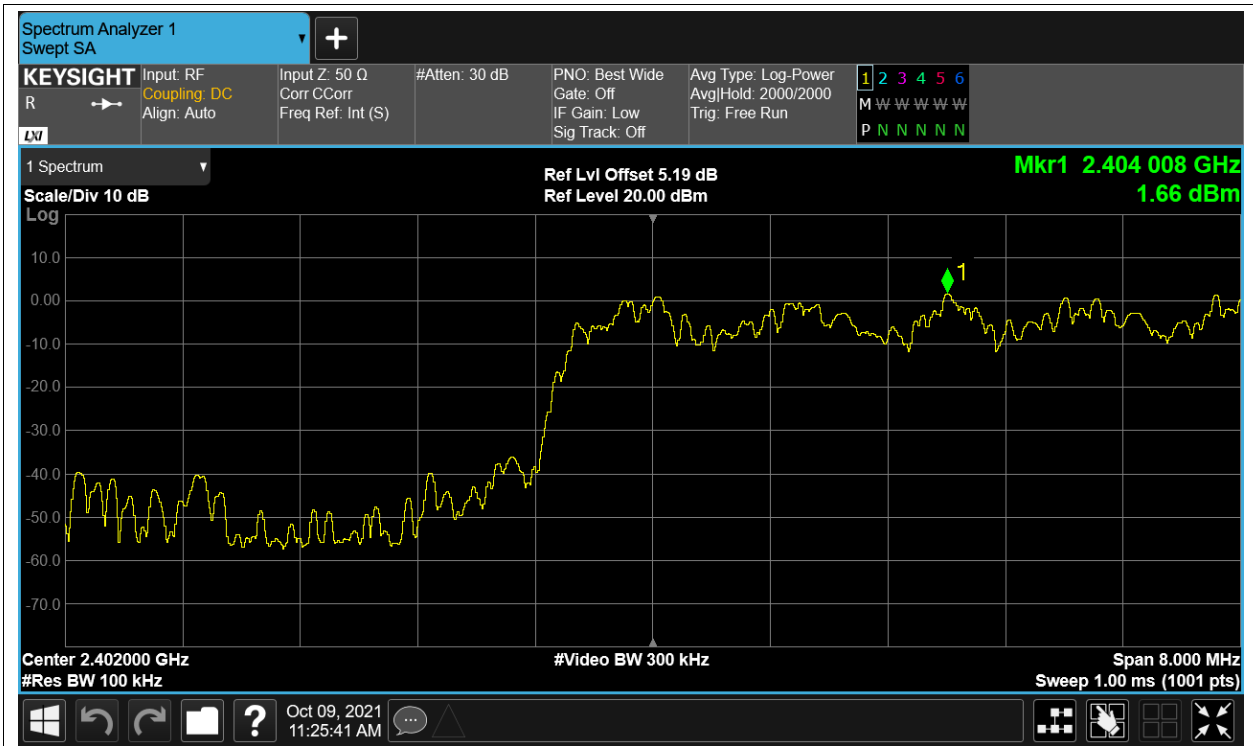 Spectrum Analyzer 1
Swept SA
KEYSIGHT
R
LXI
Input: RF
Coupling: DC
Align: Auto
Input Z: 50 Ω
Corr CCorr
Freq Ref: Int (S)
#Atten: 30 dB
PNO: Best Wide
Gate: Off
IF Gain: Low
Sig Track: Off
Avg Type: Log-Power
Avg|Hold: 2000/2000
Trig: Free Run
1 2 3 4 5 6
M W W W W W
P N N N N N
1 Spectrum
Scale/Div 10 dB
Log
Ref Lvl Offset 5.19 dB
Ref Level 20.00 dBm
Mkr1 2.404 008 GHz
1.66 dBm
10.0
0.00
-10.0
-20.0
-30.0
-40.0
-50.0
-60.0
-70.0
1
Center 2.402000 GHz
#Res BW 100 kHz
#Video BW 300 kHz
Span 8.000 MHz
Sweep 1.00 ms (1001 pts)
?
Oct 09, 2021
11:25:41 AM